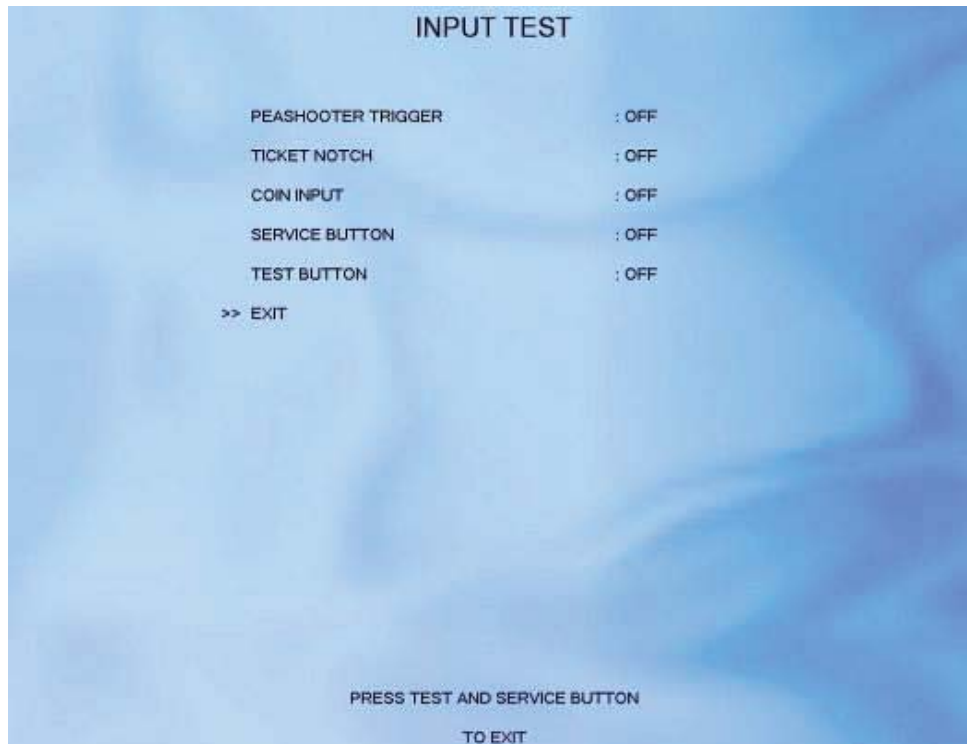 INPUT TEST
PEASHOOTER TRIGGER : OFF
TICKET NOTCH : OFF
COIN INPUT : OFF
SERVICE BUTTON : OFF
TEST BUTTON : OFF
>> EXIT
PRESS TEST AND SERVICE BUTTON
TO EXIT